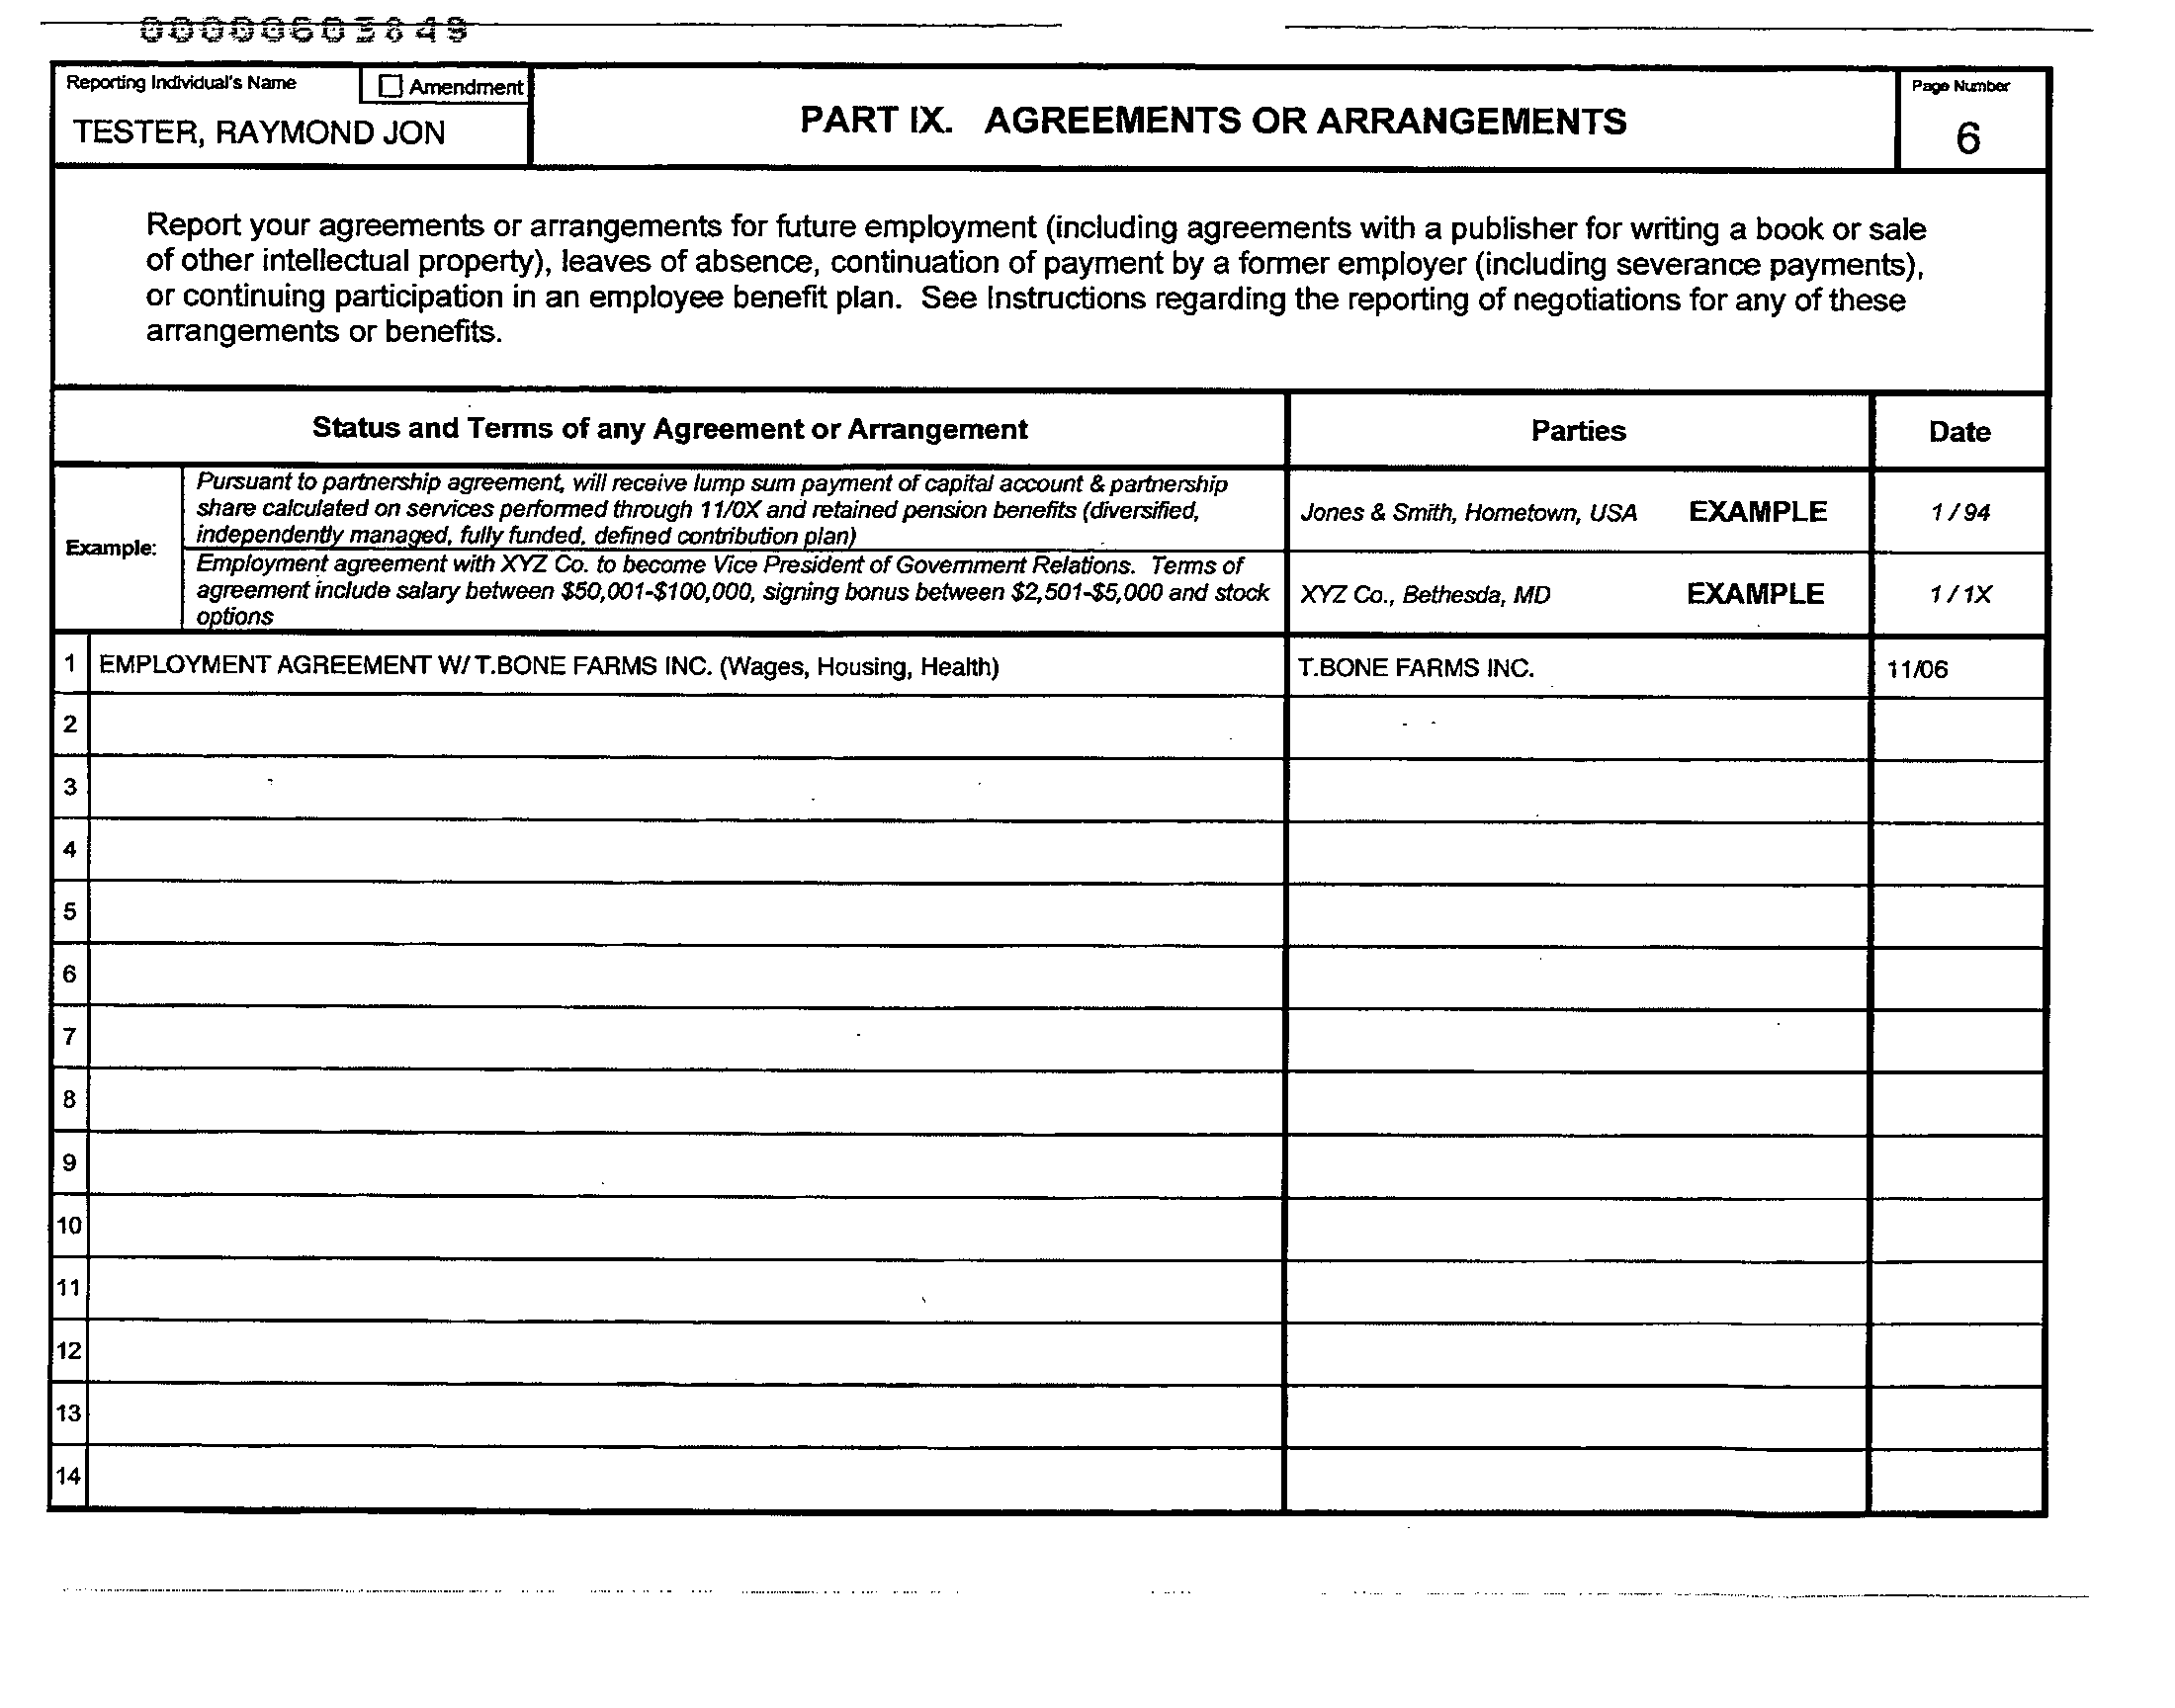 00000603849
Reporting Individual's Name
Amendment
TESTER, RAYMOND JON
PART IX. AGREEMENTS OR ARRANGEMENTS
Page Number
6
Report your agreements or arrangements for future employment (including agreements with a publisher for writing a book or sale
of other intellectual property), leaves of absence, continuation of payment by a former employer (including severance payments),
or continuing participation in an employee benefit plan. See Instructions regarding the reporting of negotiations for any of these
arrangements or benefits.
Status and Terms of any Agreement or Arrangement
Parties
Date
Example:
Pursuant to partnership agreement, will receive lump sum payment of capital account & partnership
share calculated on services performed through 11/0X and retained pension benefits (diversified,
independently managed, fully funded, defined contribution plan)
Jones & Smith, Hometown, USA EXAMPLE
1 / 94
Employment agreement with XYZ Co. to become Vice President of Government Relations. Terms of
agreement include salary between $50,001-$100,000, signing bonus between $2,501-$5,000 and stock
options
XYZ Co., Bethesda, MD EXAMPLE
1 / 1X
1 EMPLOYMENT AGREEMENT W/ T.BONE FARMS INC. (Wages, Housing, Health) T.BONE FARMS INC. 11/06
2
3
4
5
6
7
8
9
10
11
12
13
14